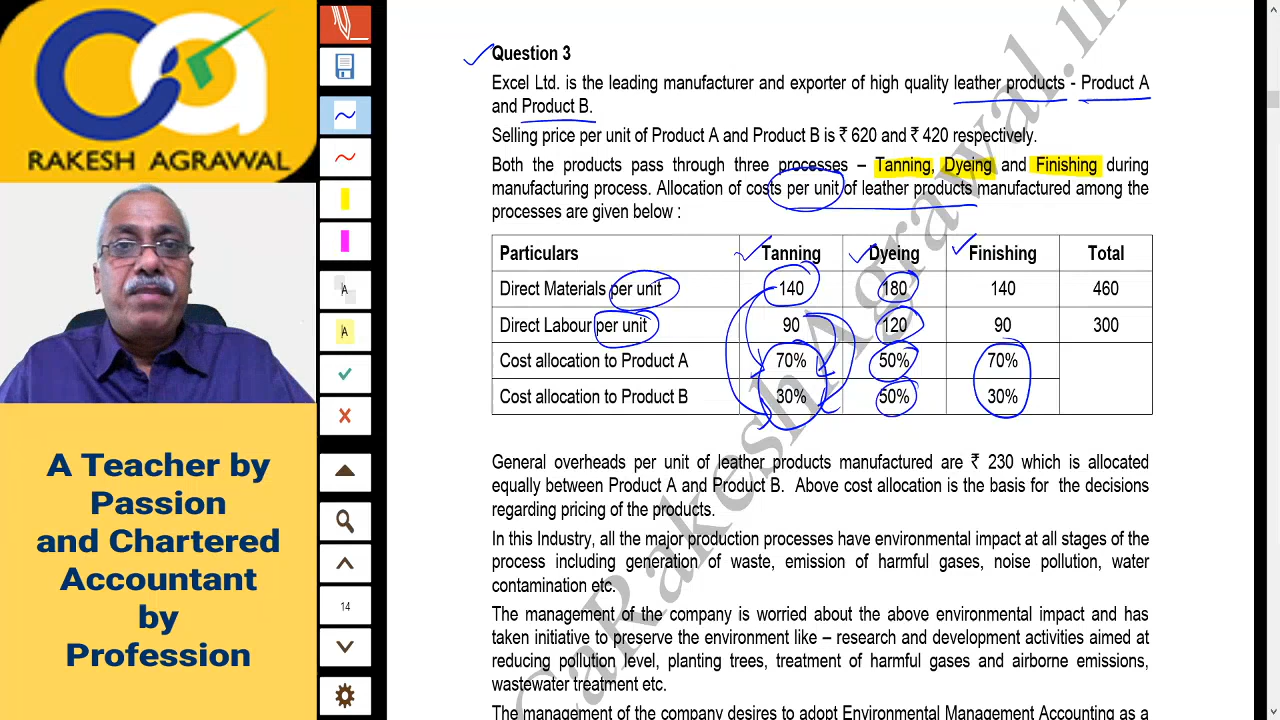 RAKESH AGRAWAL
A Teacher by
Passion
and Chartered
Accountant
by
Profession
A
A
14
Question 3
Excel Ltd. is the leading manufacturer and exporter of high quality leather products - Product A
and Product B.
Selling price per unit of Product A and Product B is ₹ 620 and ₹ 420 respectively.
Both the products pass through three processes – Tanning, Dyeing and Finishing during
manufacturing process. Allocation of costs per unit of leather products manufactured among the
processes are given below :
Particulars Tanning Dyeing Finishing Total
Direct Materials per unit 140 180 140 460
Direct Labour per unit 90 120 90 300
Cost allocation to Product A 70% 50% 70%
Cost allocation to Product B 30% 50% 30%
General overheads per unit of leather products manufactured are ₹ 230 which is allocated
equally between Product A and Product B. Above cost allocation is the basis for the decisions
regarding pricing of the products.
In this Industry, all the major production processes have environmental impact at all stages of the
process including generation of waste, emission of harmful gases, noise pollution, water
contamination etc.
The management of the company is worried about the above environmental impact and has
taken initiative to preserve the environment like – research and development activities aimed at
reducing pollution level, planting trees, treatment of harmful gases and airborne emissions,
wastewater treatment etc.
The management of the company desires to adopt Environmental Management Accounting as a